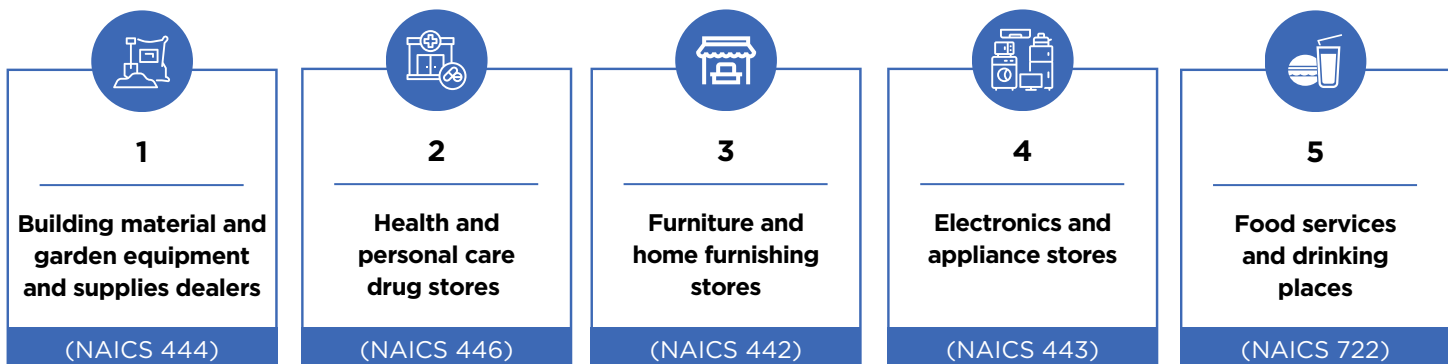 1
Building material and
garden equipment
and supplies dealers
(NAICS 444)
2
Health and
personal care
drug stores
(NAICS 446)
3
Furniture and
home furnishing
stores
(NAICS 442)
4
Electronics and
appliance stores
(NAICS 443)
5
Food services
and drinking
places
(NAICS 722)